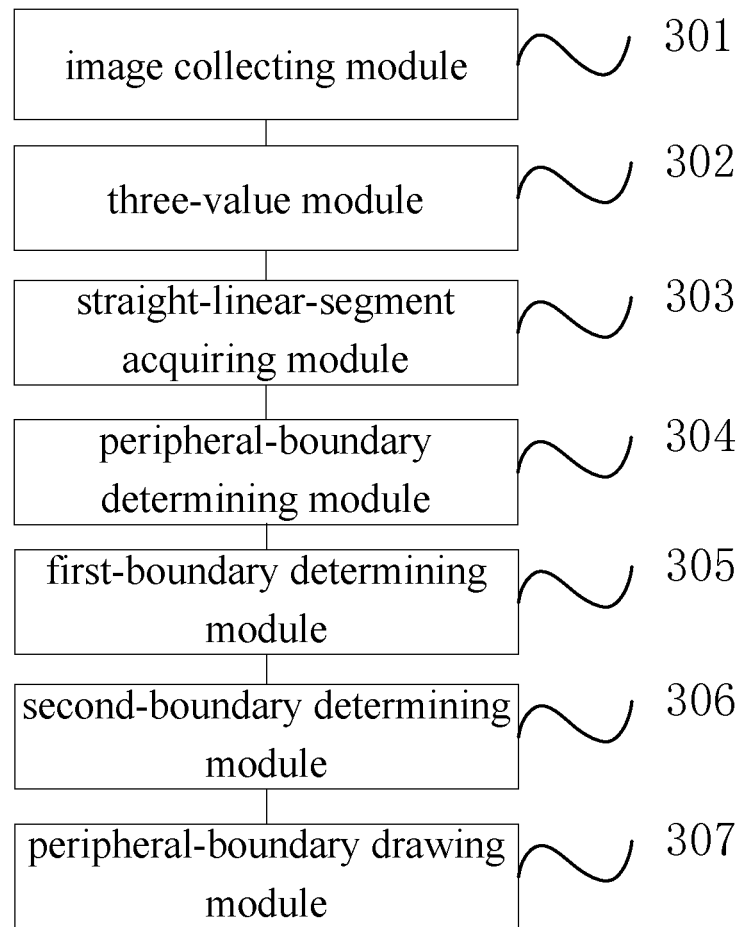 image collecting module
301
three-value module
302
straight-linear-segment
acquiring module
303
peripheral-boundary
determining module
304
first-boundary determining
module
305
second-boundary determining
module
306
peripheral-boundary drawing
module
307